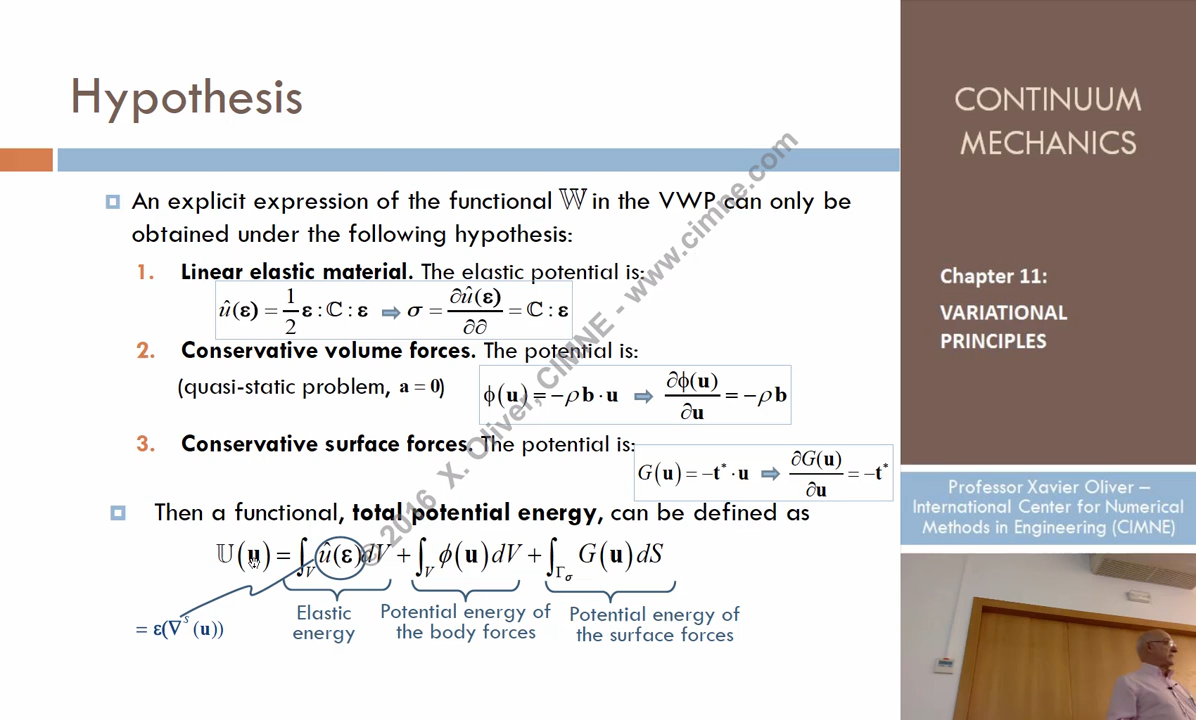 Hypothesis
An explicit expression of the functional 𝕎 in the VWP can only be
obtained under the following hypothesis:
1. Linear elastic material. The elastic potential is:
û(ε) = 1/2 ε : ℂ : ε ⇨ σ = ∂û(ε)/∂∂ = ℂ : ε
2. Conservative volume forces. The potential is:
(quasi-static problem, a = 0)
ϕ(u) = −ρb · u ⇨ ∂ϕ(u)/∂u = −ρb
3. Conservative surface forces. The potential is:
G(u) = −t* · u ⇨ ∂G(u)/∂u = −t*
Then a functional, total potential energy, can be defined as
𝕌(u) = ∫_V û(ε)dV + ∫_V ϕ(u)dV + ∫_Γσ G(u)dS
= ε(∇^s(u))
Elastic
energy
Potential energy of
the body forces
Potential energy of
the surface forces
© 2016 X. Oliver, CIMNE - www.cimne.com
CONTINUUM
MECHANICS
Chapter 11:
VARIATIONAL
PRINCIPLES
Professor Xavier Oliver –
International Center for Numerical
Methods in Engineering (CIMNE)